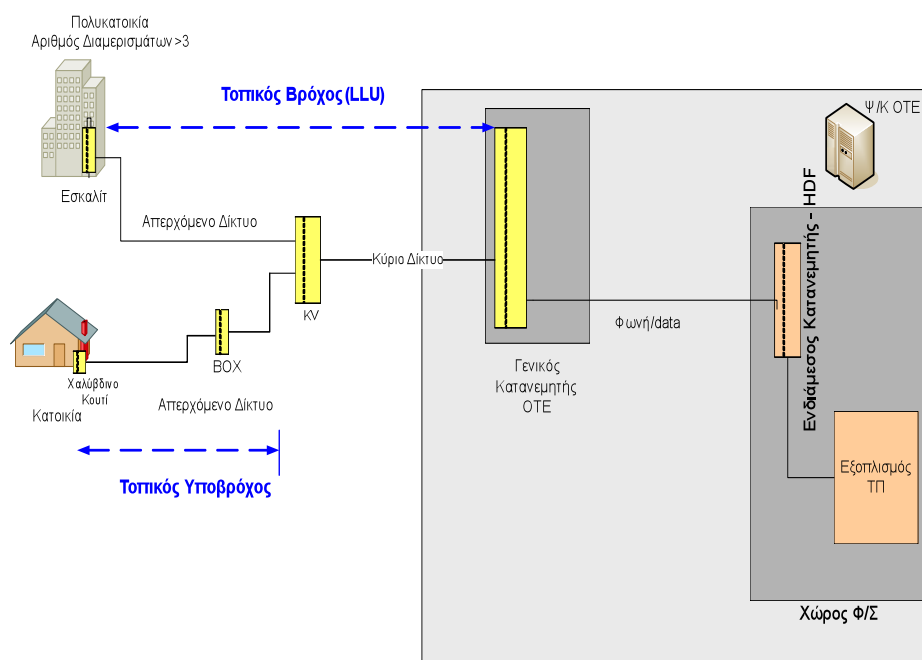 Πολυκατοικία
Αριθμός Διαμερισμάτων >3
Τοπικός Βρόχος (LLU)
Ψ/Κ ΟΤΕ
Εσκαλίτ
Απερχόμενο Δίκτυο
Κύριο Δίκτυο
KV
Ενδιάμεσος Κατανεμητής - HDF
Φωνή/data
BOX
Γενικός
Κατανεμητής
ΟΤΕ
Χαλύβδινο
Κουτί
Κατοικία
Απερχόμενο Δίκτυο
Τοπικός Υποβρόχος
Εξοπλισμός
ΤΠ
Χώρος Φ/Σ